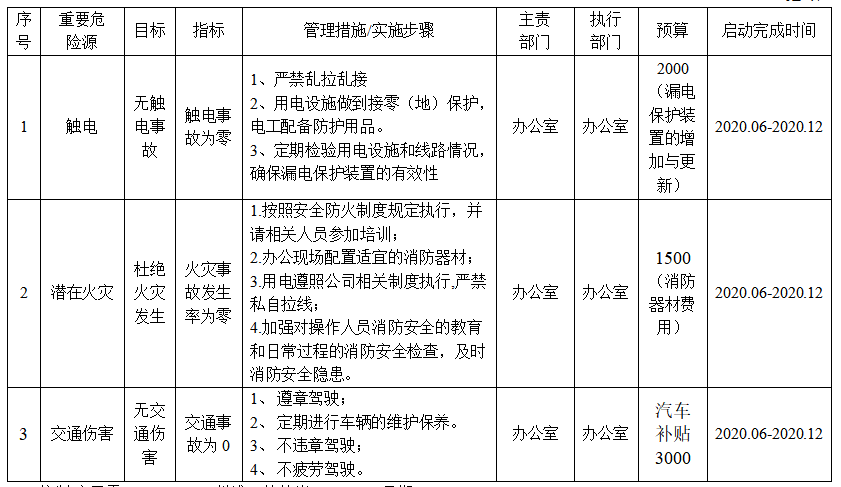 序号
重要危险源
目标
指标
管理措施/实施步骤
主责部门
执行部门
预算
启动完成时间
1
触电
无触
电事
故
触电事
故为零
1、严禁乱拉乱接
2、用电设施做到接零（地）保护，
电工配备防护用品。
3、定期检验用电设施和线路情况，
确保漏电保护装置的有效性
办公室
办公室
2000
（漏电
保护装
置的增
加与更
新）
2020.06-2020.12
2
潜在火灾
杜绝
火灾
发生
火灾事
故发生
率为零
1.按照安全防火制度规定执行，并
请相关人员参加培训；
2.办公现场配置适宜的消防器材；
3.用电遵照公司相关制度执行,严禁
私自拉线；
4.加强对操作人员消防安全的教育
和日常过程的消防安全检查，及时
消防安全隐患。
办公室
办公室
1500
（消防
器材费
用）
2020.06-2020.12
3
交通伤害
无交
通伤
害
交通事
故为 0
1、 遵章驾驶；
2、 定期进行车辆的维护保养。
3、 不违章驾驶；
4、 不疲劳驾驶。
办公室
办公室
汽车
补贴
3000
2020.06-2020.12